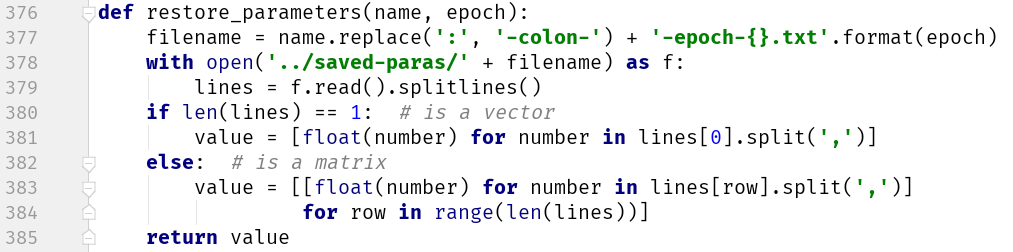 376 def restore_parameters(name, epoch):
377 filename = name.replace(':', '-colon-') + '-epoch-{}.txt'.format(epoch)
378 with open('../saved-paras/' + filename) as f:
379 lines = f.read().splitlines()
380 if len(lines) == 1:  # is a vector
381 value = [float(number) for number in lines[0].split(',')]
382 else:  # is a matrix
383 value = [[float(number) for number in lines[row].split(',')]
384 for row in range(len(lines))]
385 return value